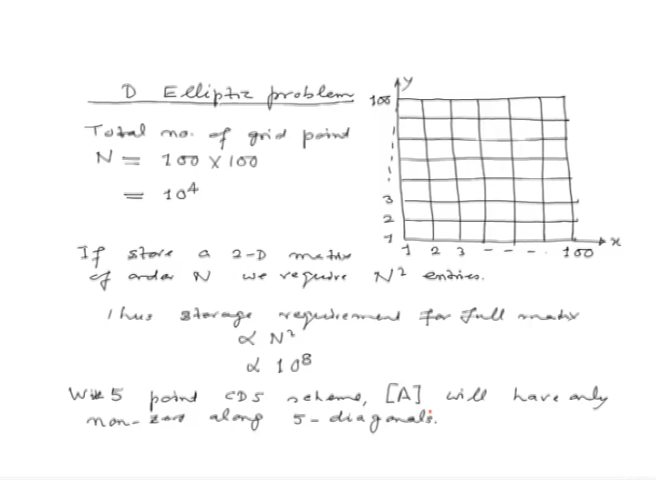 D Elliptic problem
Total no. of grid point
N = 100 × 100
= 10⁴
y
100
3
2
1
1 2 3 - - - . 100 x
If store a 2-D matrix
of order N we require N² entries.
Thus storage requirement for full matrix
∝ N²
∝ 10⁸
With 5 point CDS scheme, [A] will have only
non-zero along 5-diagonals.